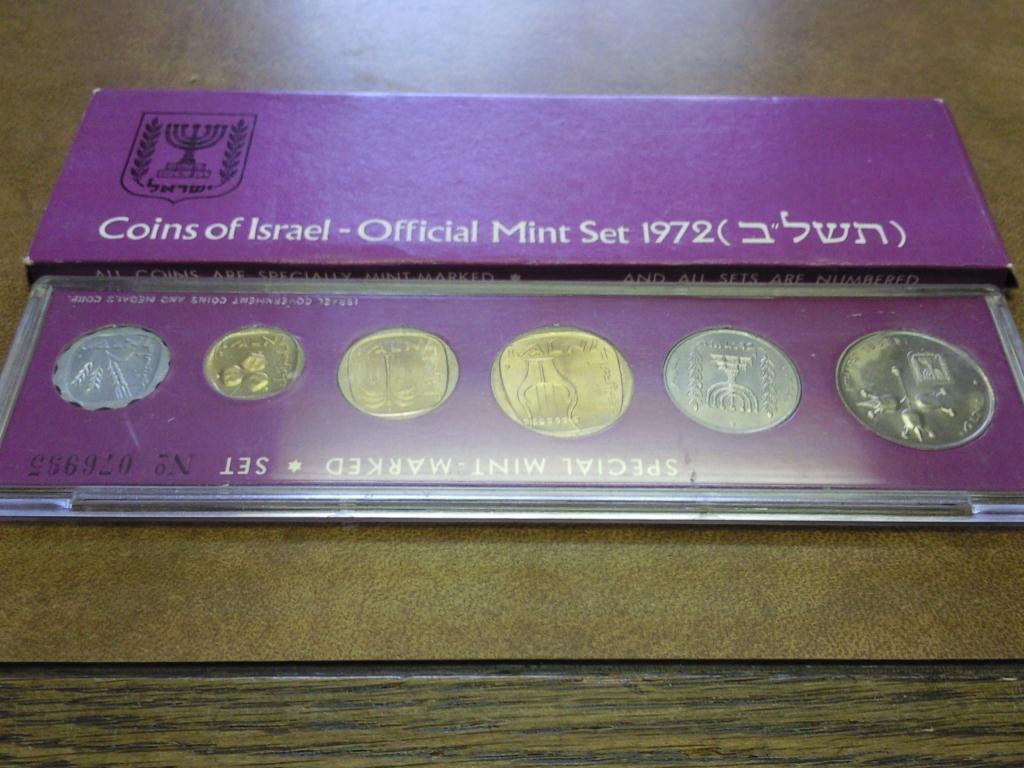 ישראל
Coins of Israel - Official Mint Set 1972 (תשל"ב)
ALL COINS ARE SPECIALLY MINT-MARKED * AND ALL SETS ARE NUMBERED
ISRAEL GOVERNMENT COINS AND MEDALS CORP.
SPECIAL MINT-MARKED * SET No 076995